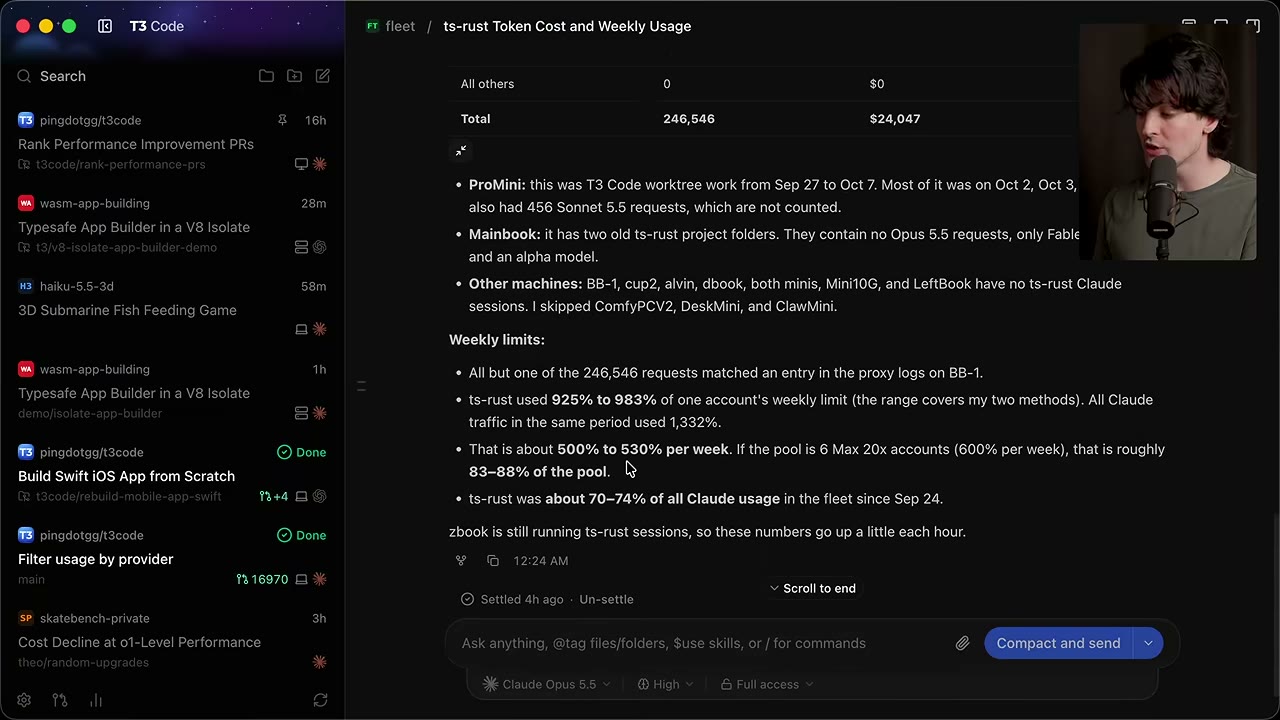 T3 Code
FT fleet / ts-rust Token Cost and Weekly Usage
Search
T3 pingdotgg/t3code 16h
Rank Performance Improvement PRs
t3code/rank-performance-prs
WA wasm-app-building 28m
Typesafe App Builder in a V8 Isolate
t3/v8-isolate-app-builder-demo
H3 haiku-5.5-3d 58m
3D Submarine Fish Feeding Game
WA wasm-app-building 1h
Typesafe App Builder in a V8 Isolate
demo/isolate-app-builder
T3 pingdotgg/t3code Done
Build Swift iOS App from Scratch
t3code/rebuild-mobile-app-swift +4
T3 pingdotgg/t3code Done
Filter usage by provider
main 16970
SP skatebench-private 3h
Cost Decline at o1-Level Performance
theo/random-upgrades
All others 0 $0
Total 246,546 $24,047
• ProMini: this was T3 Code worktree work from Sep 27 to Oct 7. Most of it was on Oct 2, Oct 3,
also had 456 Sonnet 5.5 requests, which are not counted.
• Mainbook: it has two old ts-rust project folders. They contain no Opus 5.5 requests, only Fable
and an alpha model.
• Other machines: BB-1, cup2, alvin, dbook, both minis, Mini10G, and LeftBook have no ts-rust Claude
sessions. I skipped ComfyPCV2, DeskMini, and ClawMini.
Weekly limits:
• All but one of the 246,546 requests matched an entry in the proxy logs on BB-1.
• ts-rust used 925% to 983% of one account's weekly limit (the range covers my two methods). All Claude
traffic in the same period used 1,332%.
• That is about 500% to 530% per week. If the pool is 6 Max 20x accounts (600% per week), that is roughly
83–88% of the pool.
• ts-rust was about 70–74% of all Claude usage in the fleet since Sep 24.
zbook is still running ts-rust sessions, so these numbers go up a little each hour.
12:24 AM
Scroll to end
Settled 4h ago · Un-settle
Ask anything, @tag files/folders, $use skills, or / for commands
Compact and send
Claude Opus 5.5 High Full access